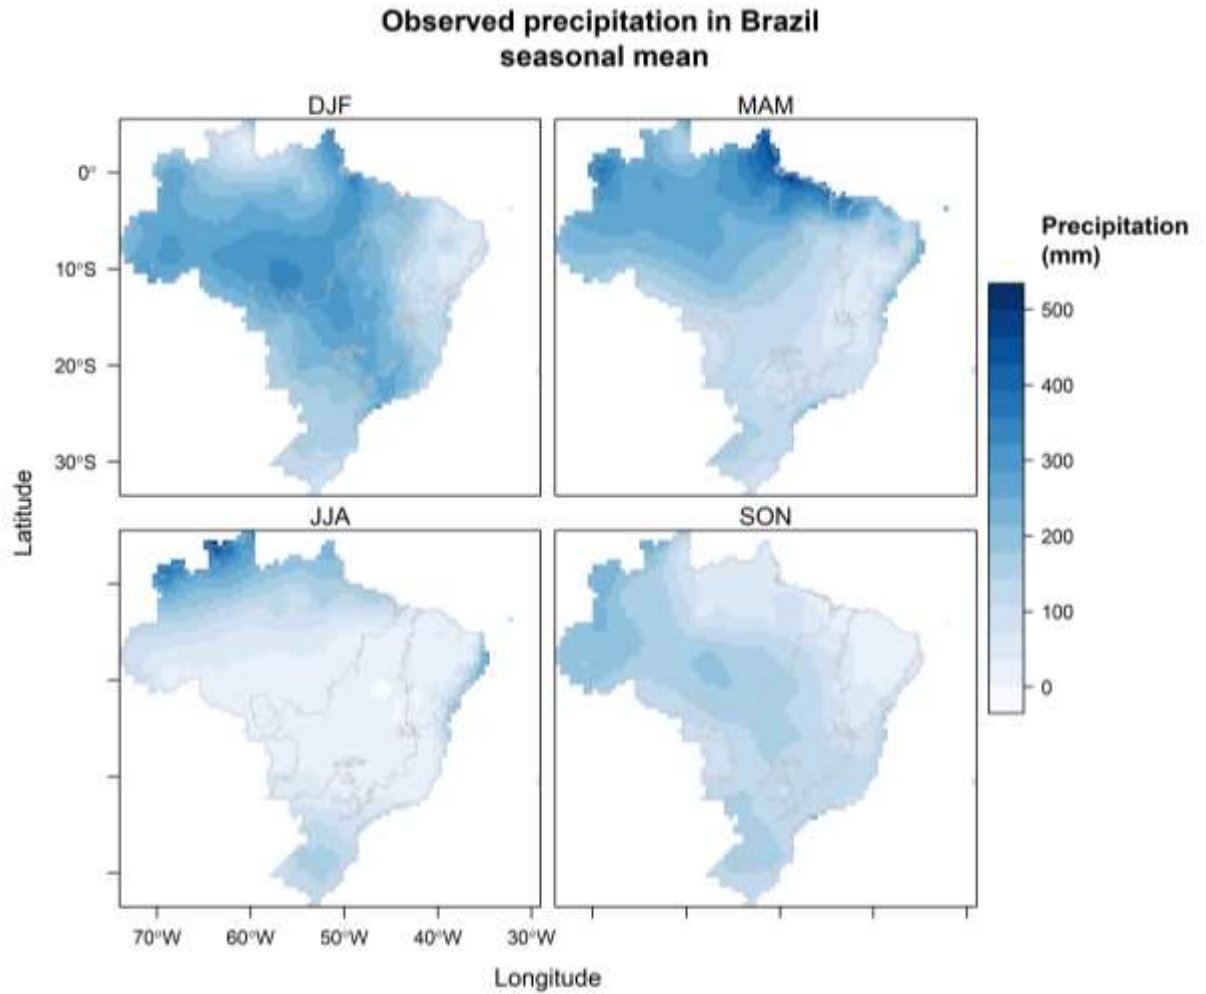 Observed precipitation in Brazil
seasonal mean
DJF
MAM
0°
10°S
20°S
30°S
Precipitation
(mm)
500
400
300
200
100
0
Latitude
JJA
SON
70°W 60°W 50°W 40°W 30°W
Longitude